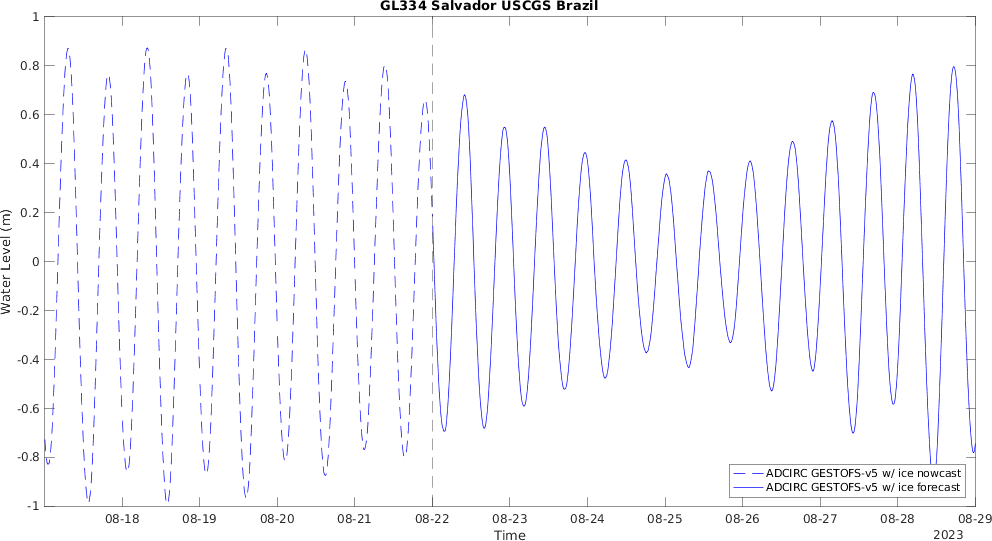 GL334 Salvador USCGS Brazil
Water Level (m)
1
0.8
0.6
0.4
0.2
0
-0.2
-0.4
-0.6
-0.8
-1
ADCIRC GESTOFS-v5 w/ ice nowcast
ADCIRC GESTOFS-v5 w/ ice forecast
08-18 08-19 08-20 08-21 08-22 08-23 08-24 08-25 08-26 08-27 08-28 08-29
Time
2023